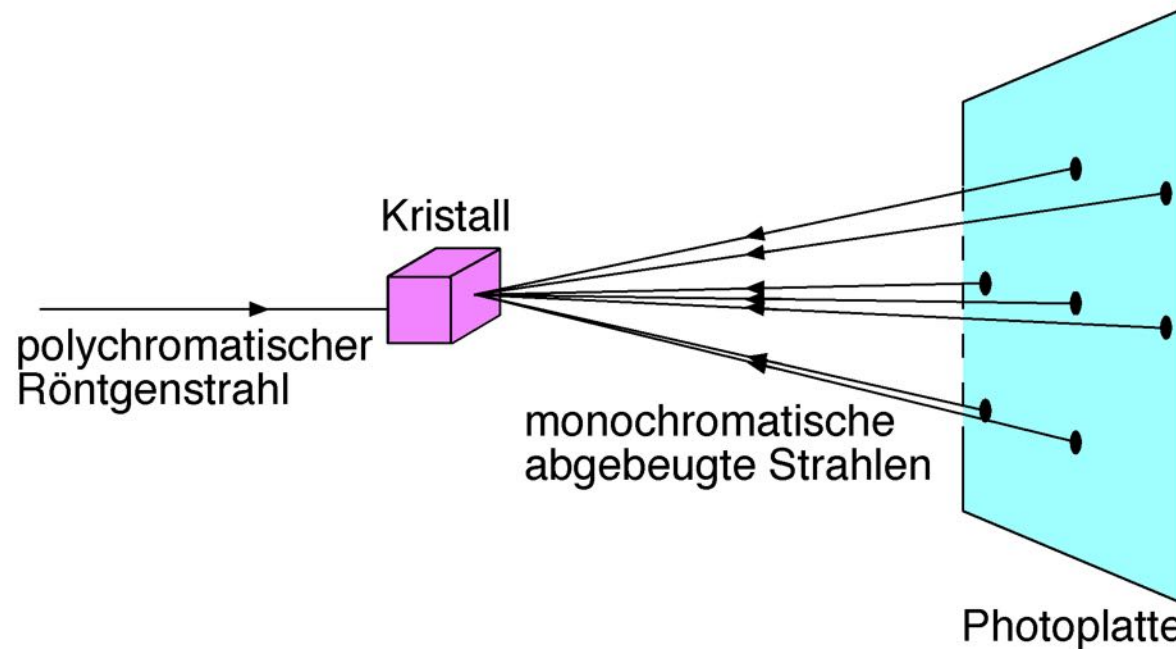 Kristall
polychromatischer
Röntgenstrahl
monochromatische
abgebeugte Strahlen
Photoplatte